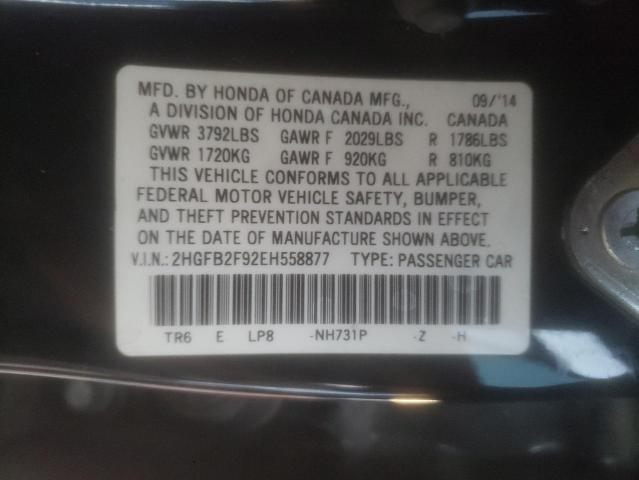 MFD. BY HONDA OF CANADA MFG., 09/'14
A DIVISION OF HONDA CANADA INC. CANADA
GVWR 3792LBS GAWR F 2029LBS R 1786LBS
GVWR 1720KG GAWR F 920KG R 810KG
THIS VEHICLE CONFORMS TO ALL APPLICABLE
FEDERAL MOTOR VEHICLE SAFETY, BUMPER,
AND THEFT PREVENTION STANDARDS IN EFFECT
ON THE DATE OF MANUFACTURE SHOWN ABOVE.
V.I.N.: 2HGFB2F92EH558877 TYPE: PASSENGER CAR
TR6 E LP8 -NH731P -Z -H